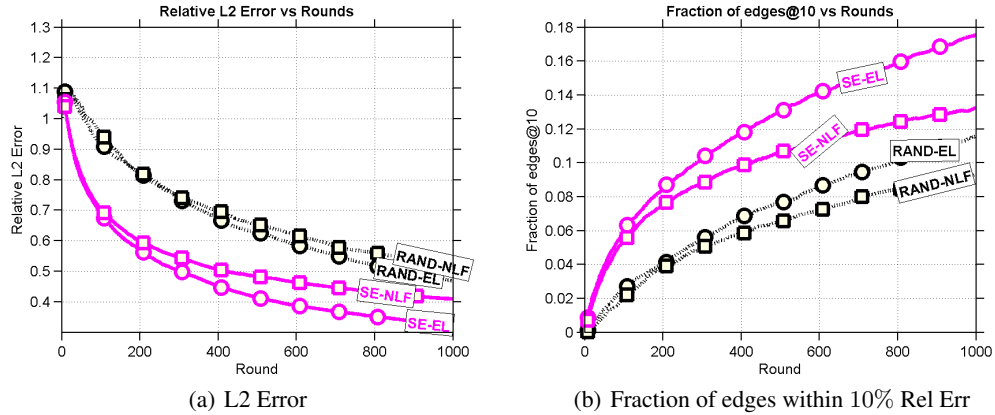 Relative L2 Error vs Rounds
1.3
1.2
1.1
1
0.9
0.8
0.7
0.6
0.5
0.4
Relative L2 Error
RAND-NLF
RAND-EL
SE-NLF
SE-EL
0 200 400 600 800 1000
Round
(a) L2 Error
Fraction of edges@10 vs Rounds
0.18
0.16
0.14
0.12
0.1
0.08
0.06
0.04
0.02
0
Fraction of edges@10
SE-EL
SE-NLF
RAND-EL
RAND-NLF
0 200 400 600 800 1000
Round
(b) Fraction of edges within 10% Rel Err